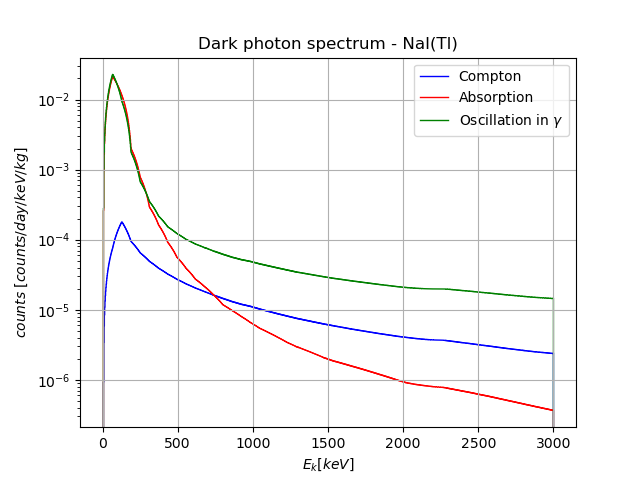 Dark photon spectrum - NaI(Tl)
counts [counts/day/keV/kg]
10⁻²
10⁻³
10⁻⁴
10⁻⁵
10⁻⁶
Compton
Absorption
Oscillation in γ
0 500 1000 1500 2000 2500 3000
E_k[keV]